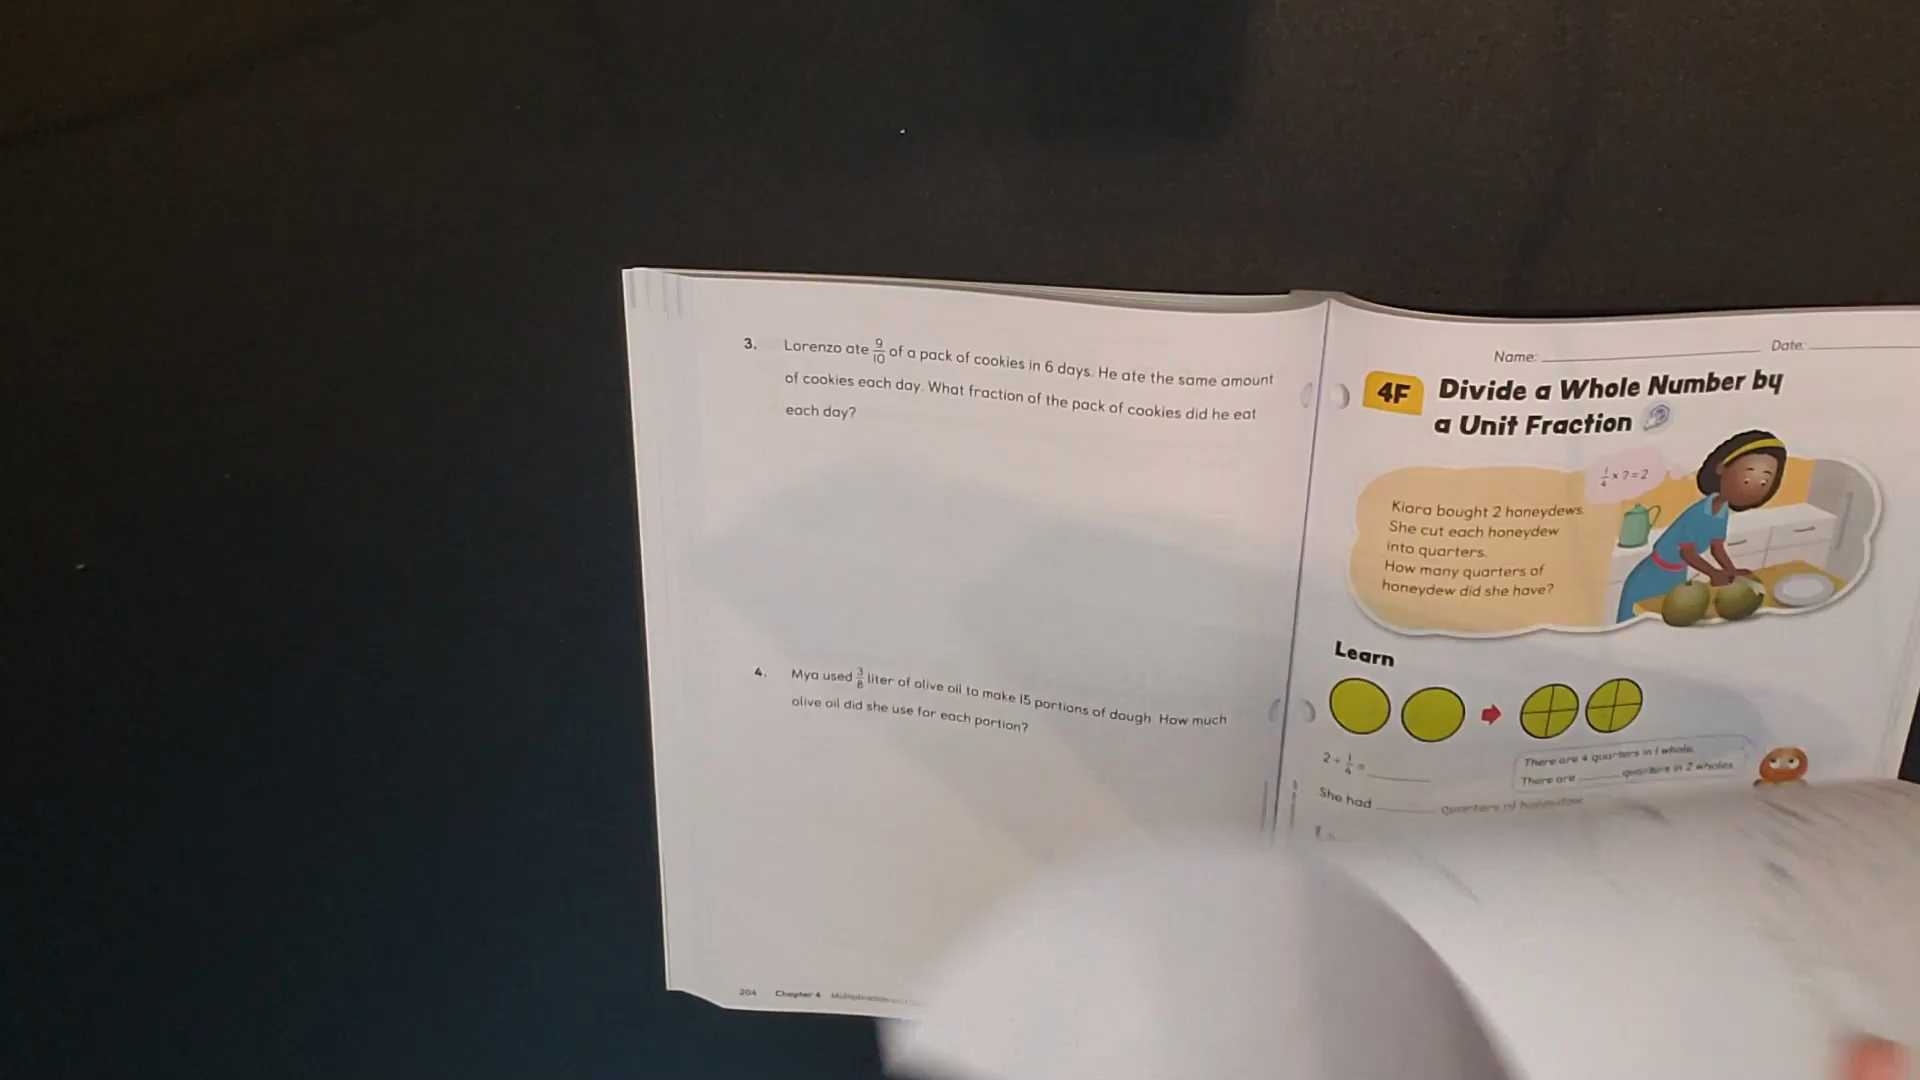 3. Lorenzo ate 9/10 of a pack of cookies in 6 days. He ate the same amount
of cookies each day. What fraction of the pack of cookies did he eat
each day?
4. Mya used 3/8 liter of olive oil to make 15 portions of dough. How much
olive oil did she use for each portion?
204 Chapter 4 Multiplication
Name: Date:
4F Divide a Whole Number by
a Unit Fraction
1/4 × ? = 2
Kiara bought 2 honeydews.
She cut each honeydew
into quarters.
How many quarters of
honeydew did she have?
Learn
2 ÷ 1/4 = ____
There are 4 quarters in 1 whole.
There are ____ quarters in 2 wholes.
She had ____ quarters of honeydew